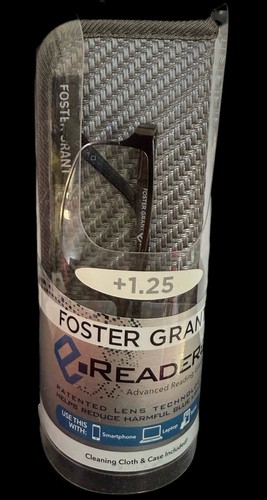 FOSTER GRANT
FOSTER GRANT
+1.25
FOSTER GRANT
e.READERS
Advanced Reading
PATENTED LENS TECHNOLOGY
HELPS REDUCE HARMFUL BLUE
USE THIS WITH:
Smartphone
Laptop
Cleaning Cloth & Case Included!